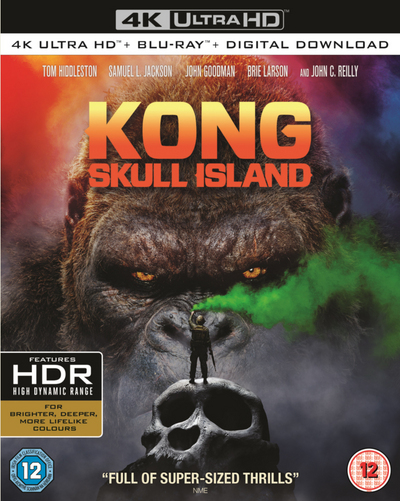 4K ULTRA HD™
4K ULTRA HD™ + BLU-RAY™ + DIGITAL DOWNLOAD
TOM HIDDLESTON SAMUEL L. JACKSON JOHN GOODMAN BRIE LARSON AND JOHN C. REILLY
KONG
SKULL ISLAND
FEATURES
HDR
HIGH DYNAMIC RANGE
FOR
BRIGHTER, DEEPER,
MORE LIFELIKE
COLOURS
12
12
“FULL OF SUPER-SIZED THRILLS”
NME